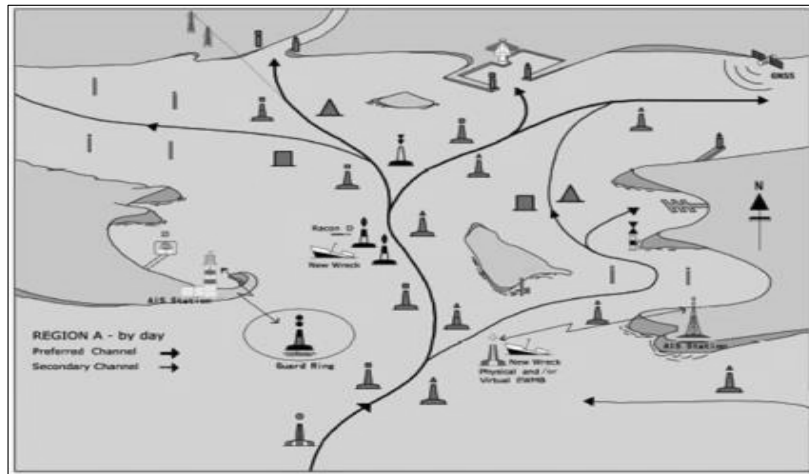 GNSS
N
Racon D
New Wreck
AIS Station
REGION A - by day
Preferred Channel
Secondary Channel
Guard Ring
New Wreck
Physical and/or
Virtual EWMB
AIS Station